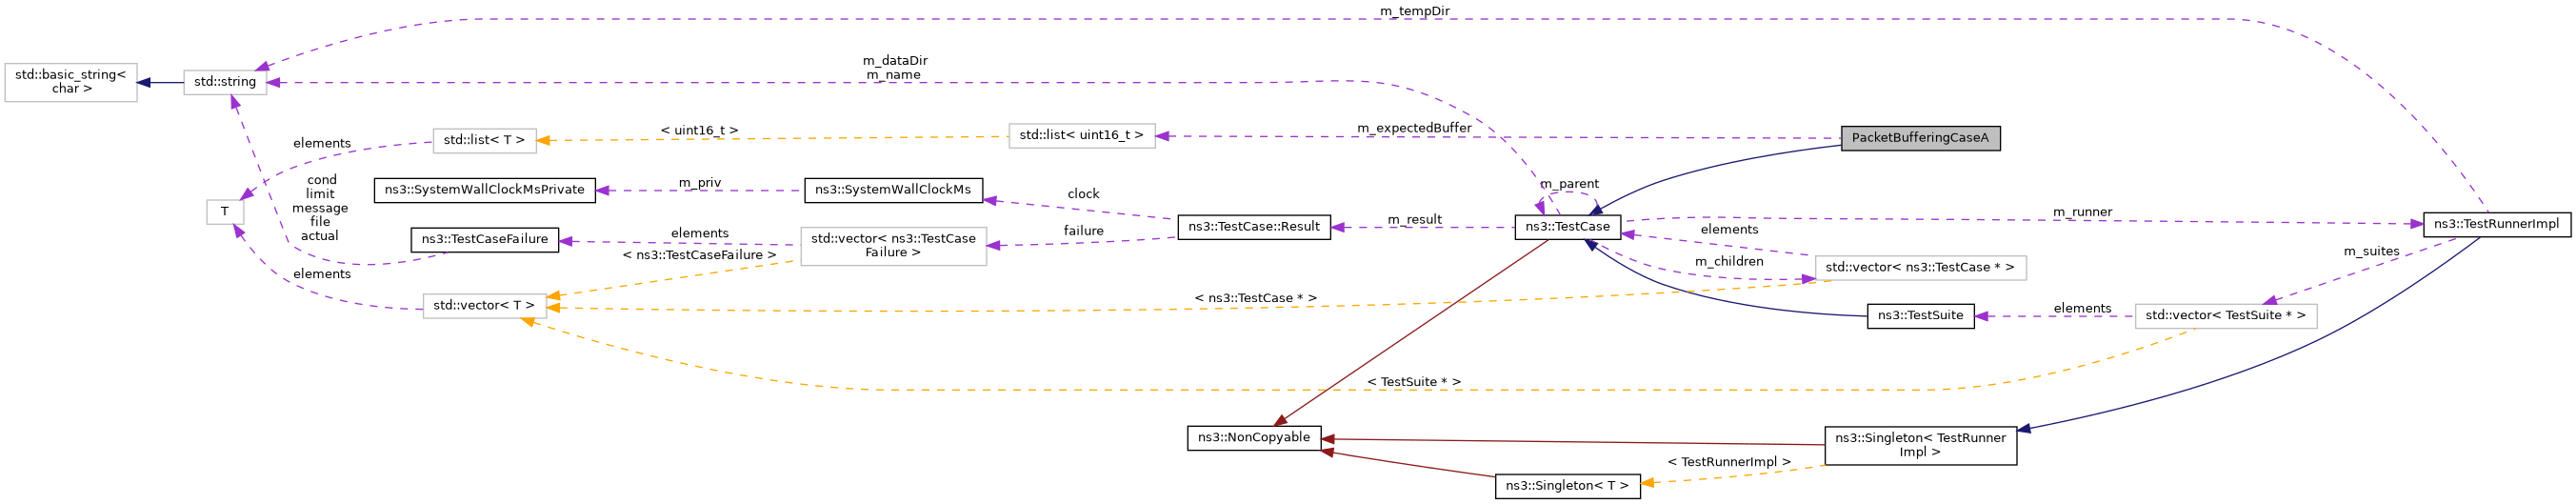 m_tempDir
std::basic_string<
char >
std::string
m_dataDir
m_name
elements
std::list< T >
< uint16_t >
std::list< uint16_t >
m_expectedBuffer
PacketBufferingCaseA
cond
limit
message
file
actual
T
ns3::SystemWallClockMsPrivate
m_priv
ns3::SystemWallClockMs
clock
m_parent
ns3::TestCaseFailure
elements
std::vector< ns3::TestCase
Failure >
failure
ns3::TestCase::Result
m_result
ns3::TestCase
m_runner
ns3::TestRunnerImpl
elements
m_children
std::vector< ns3::TestCase * >
m_suites
< ns3::TestCaseFailure >
elements
std::vector< T >
< ns3::TestCase * >
ns3::TestSuite
elements
std::vector< TestSuite * >
< TestSuite * >
ns3::NonCopyable
ns3::Singleton< TestRunner
Impl >
< TestRunnerImpl >
ns3::Singleton< T >